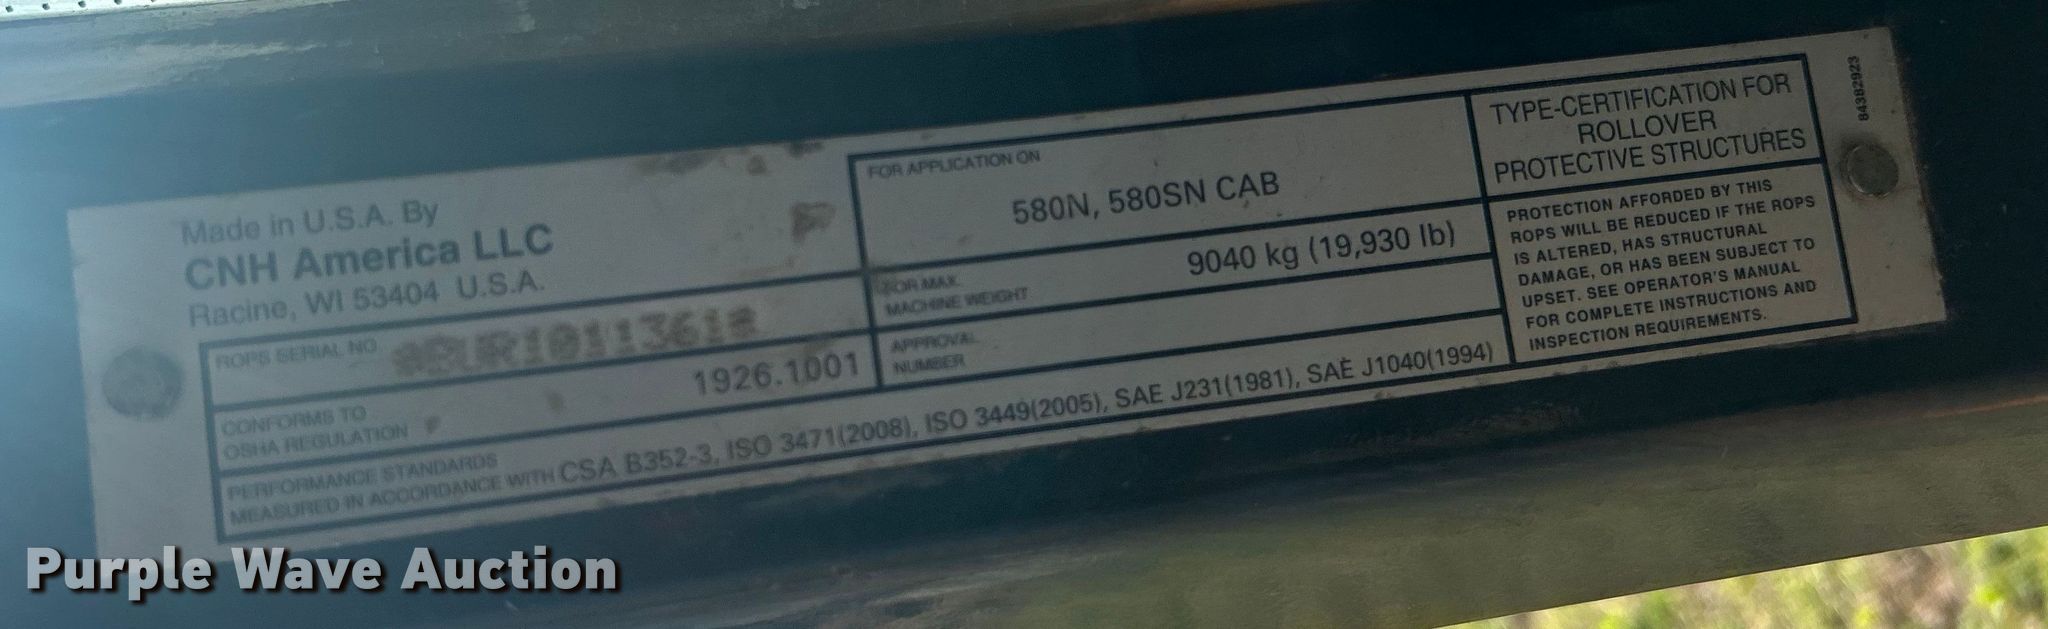 Made in U.S.A. By
CNH America LLC
Racine, WI 53404 U.S.A.
ROPS SERIAL NO
CONFORMS TO
OSHA REGULATION
1926.1001
PERFORMANCE STANDARDS
MEASURED IN ACCORDANCE WITH CSA B352-3, ISO 3471(2008), ISO 3449(2005), SAE J231(1981), SAE J1040(1994)
FOR APPLICATION ON
580N, 580SN CAB
FOR MAX.
MACHINE WEIGHT
9040 kg (19,930 lb)
APPROVAL
NUMBER
TYPE-CERTIFICATION FOR
ROLLOVER
PROTECTIVE STRUCTURES
PROTECTION AFFORDED BY THIS
ROPS WILL BE REDUCED IF THE ROPS
IS ALTERED, HAS STRUCTURAL
DAMAGE, OR HAS BEEN SUBJECT TO
UPSET. SEE OPERATOR'S MANUAL
FOR COMPLETE INSTRUCTIONS AND
INSPECTION REQUIREMENTS.
84382923
Purple Wave Auction